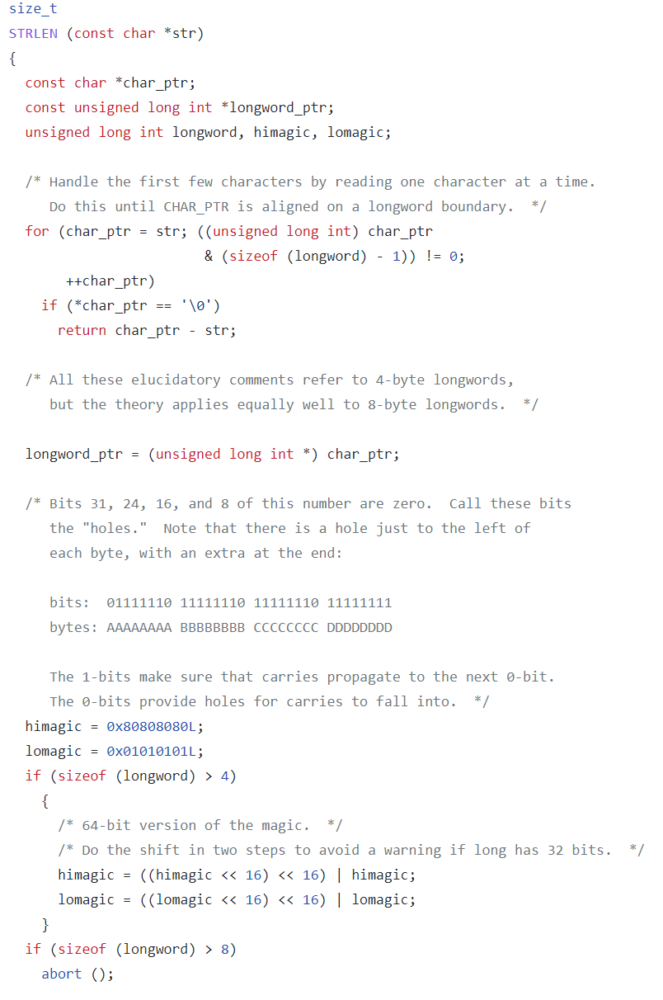 size_t
STRLEN (const char *str)
{
  const char *char_ptr;
  const unsigned long int *longword_ptr;
  unsigned long int longword, himagic, lomagic;

  /* Handle the first few characters by reading one character at a time.
     Do this until CHAR_PTR is aligned on a longword boundary.  */
  for (char_ptr = str; ((unsigned long int) char_ptr
                        & (sizeof (longword) - 1)) != 0;
       ++char_ptr)
    if (*char_ptr == '\0')
      return char_ptr - str;

  /* All these elucidatory comments refer to 4-byte longwords,
     but the theory applies equally well to 8-byte longwords.  */

  longword_ptr = (unsigned long int *) char_ptr;

  /* Bits 31, 24, 16, and 8 of this number are zero.  Call these bits
     the "holes."  Note that there is a hole just to the left of
     each byte, with an extra at the end:

     bits:  01111110 11111110 11111110 11111111
     bytes: AAAAAAAA BBBBBBBB CCCCCCCC DDDDDDDD

     The 1-bits make sure that carries propagate to the next 0-bit.
     The 0-bits provide holes for carries to fall into.  */
  himagic = 0x80808080L;
  lomagic = 0x01010101L;
  if (sizeof (longword) > 4)
    {
      /* 64-bit version of the magic.  */
      /* Do the shift in two steps to avoid a warning if long has 32 bits.  */
      himagic = ((himagic << 16) << 16) | himagic;
      lomagic = ((lomagic << 16) << 16) | lomagic;
    }
  if (sizeof (longword) > 8)
    abort ();